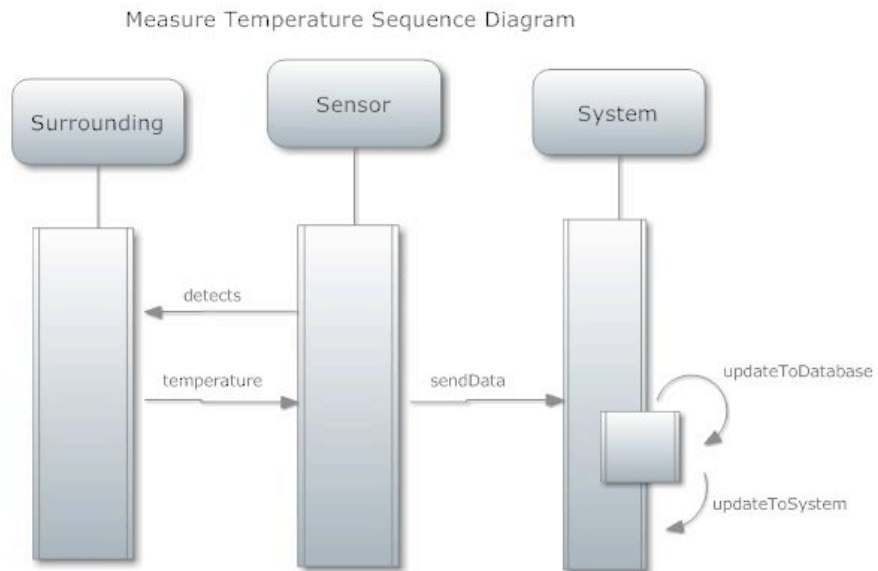 Measure Temperature Sequence Diagram
Surrounding
Sensor
System
detects
temperature
sendData
updateToDatabase
updateToSystem